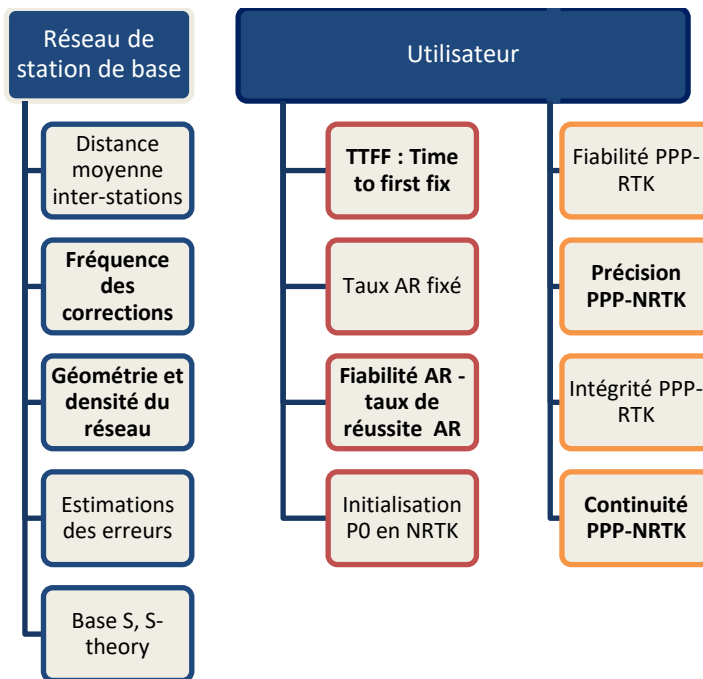 Réseau de
station de base
Distance
moyenne
inter-stations
Fréquence
des
corrections
Géométrie et
densité du
réseau
Estimations
des erreurs
Base S, S-
theory
Utilisateur
TTFF : Time
to first fix
Taux AR fixé
Fiabilité AR -
taux de
réussite AR
Initialisation
P0 en NRTK
Fiabilité PPP-
RTK
Précision
PPP-NRTK
Intégrité PPP-
RTK
Continuité
PPP-NRTK